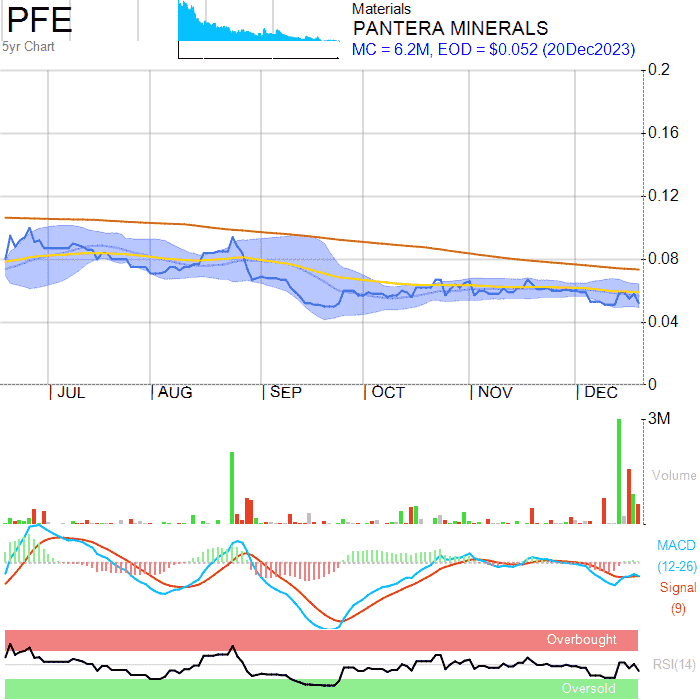 PFE
5yr Chart
Materials
PANTERA MINERALS
MC = 6.2M, EOD = $0.052 (20Dec2023)
0.2
0.16
0.12
0.08
0.04
0
JUL
AUG
SEP
OCT
NOV
DEC
3M
Volume
MACD
(12-26)
Signal
(9)
Overbought
RSI(14)
Oversold